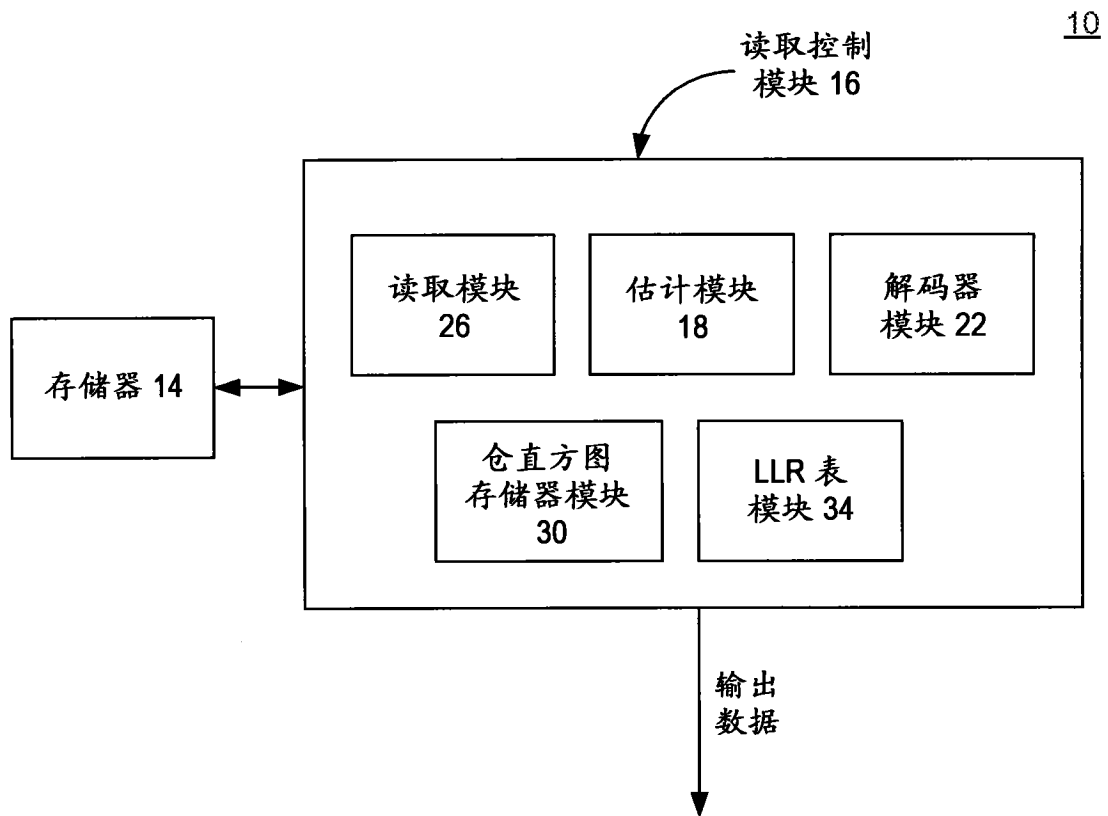 10
读取控制
模块 16
读取模块
26
估计模块
18
解码器
模块 22
存储器 14
仓直方图
存储器模块
30
LLR 表
模块 34
输出
数据